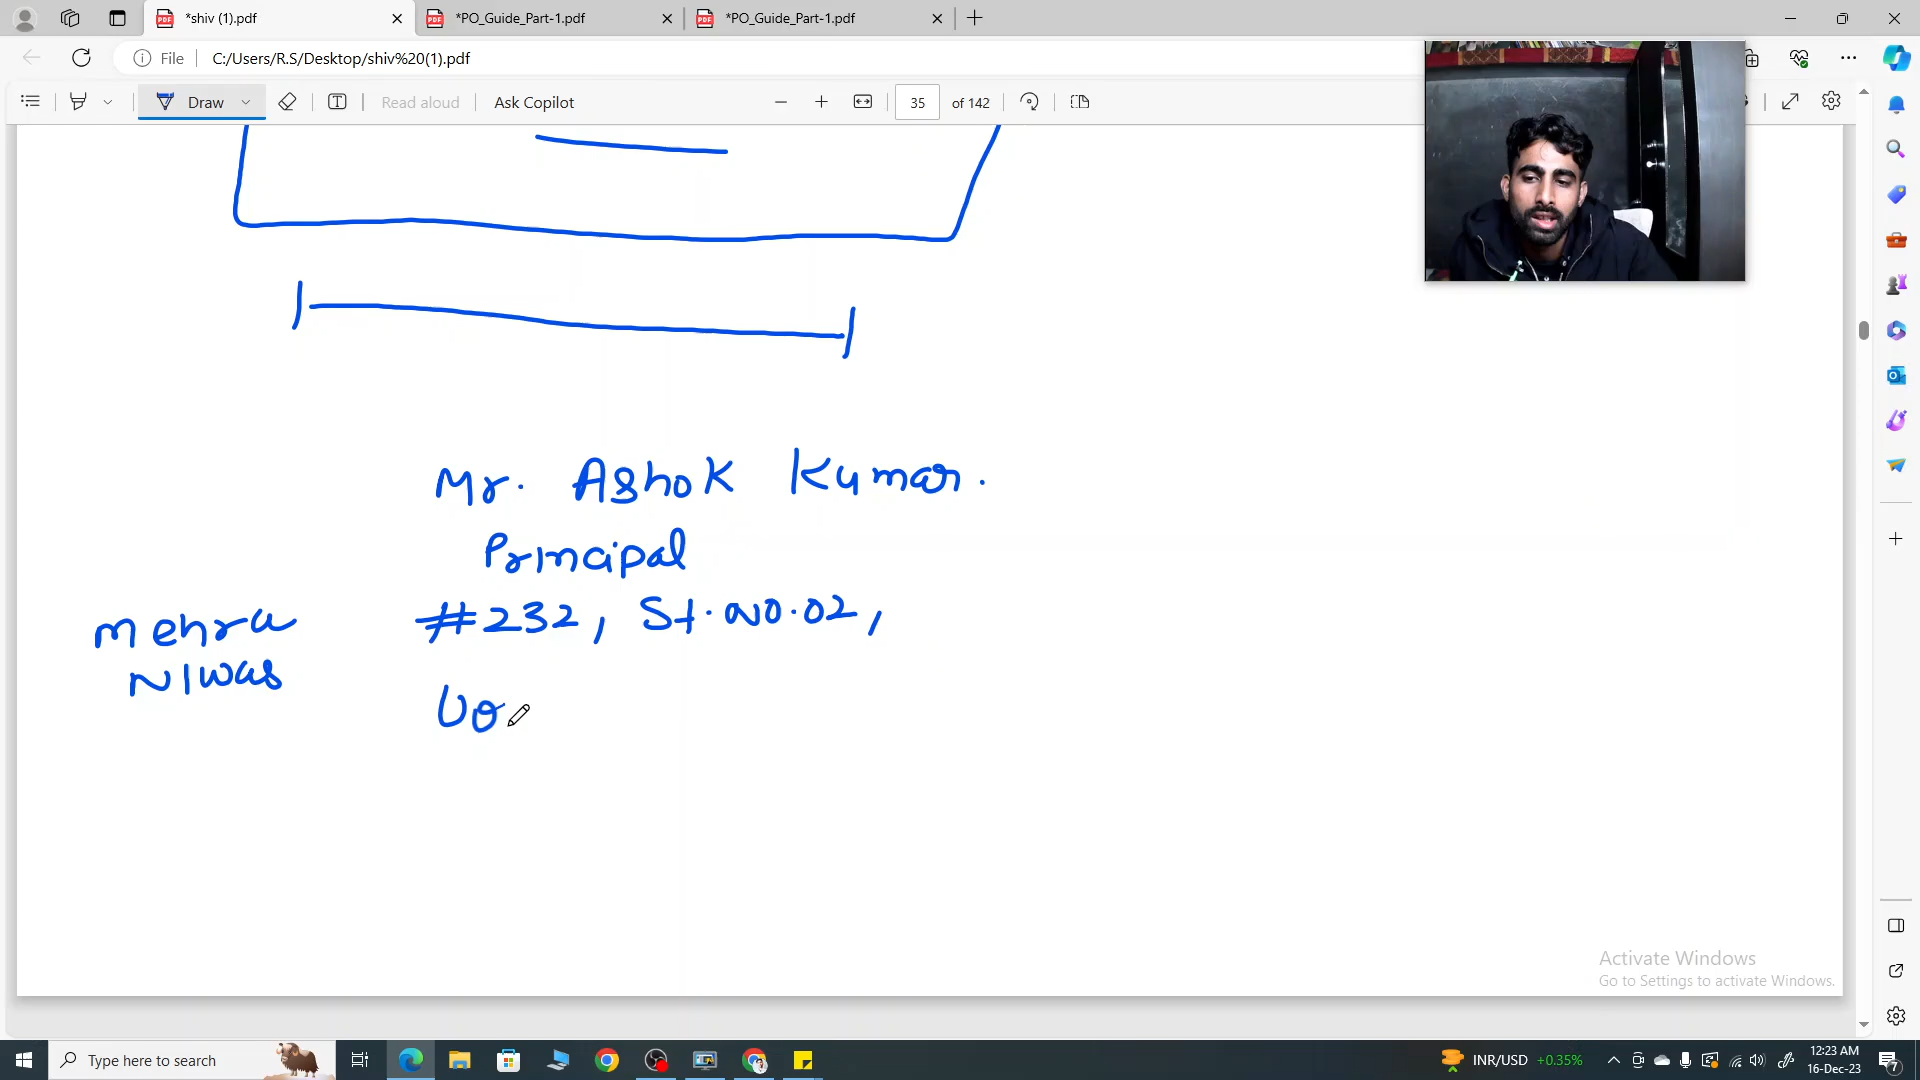 *shiv (1).pdf
*PO_Guide_Part-1.pdf
*PO_Guide_Part-1.pdf
File
C:/Users/R.S/Desktop/shiv%20(1).pdf
Draw
Read aloud
Ask Copilot
35
of 142
Mr. Ashok Kumar.
Principal
#232, St. No. 02,
Mehra
Niwas
Activate Windows
Go to Settings to activate Windows.
Type here to search
INR/USD +0.35%
12:23 AM
16-Dec-23
7